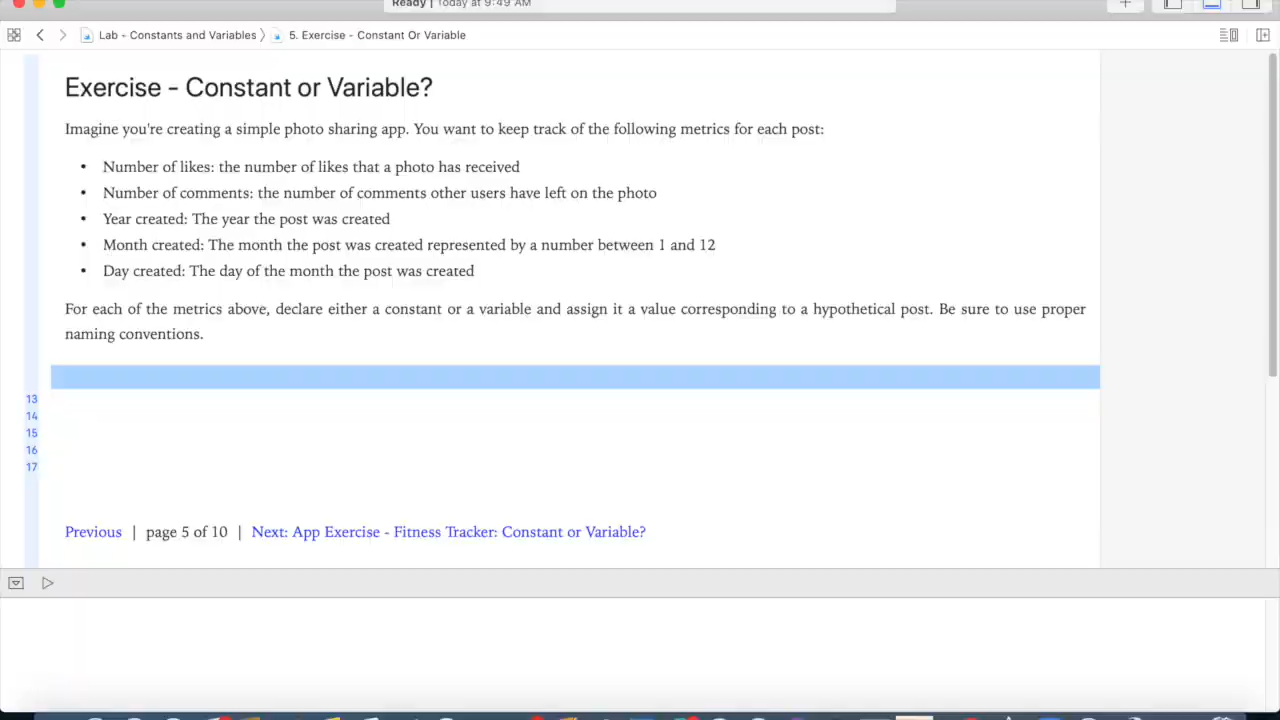 Ready | Today at 9:49 AM
Lab - Constants and Variables 〉 5. Exercise - Constant Or Variable
Exercise - Constant or Variable?
Imagine you're creating a simple photo sharing app. You want to keep track of the following metrics for each post:
• Number of likes: the number of likes that a photo has received
• Number of comments: the number of comments other users have left on the photo
• Year created: The year the post was created
• Month created: The month the post was created represented by a number between 1 and 12
• Day created: The day of the month the post was created
For each of the metrics above, declare either a constant or a variable and assign it a value corresponding to a hypothetical post. Be sure to use proper
naming conventions.
13
14
15
16
17
Previous | page 5 of 10 | Next: App Exercise - Fitness Tracker: Constant or Variable?